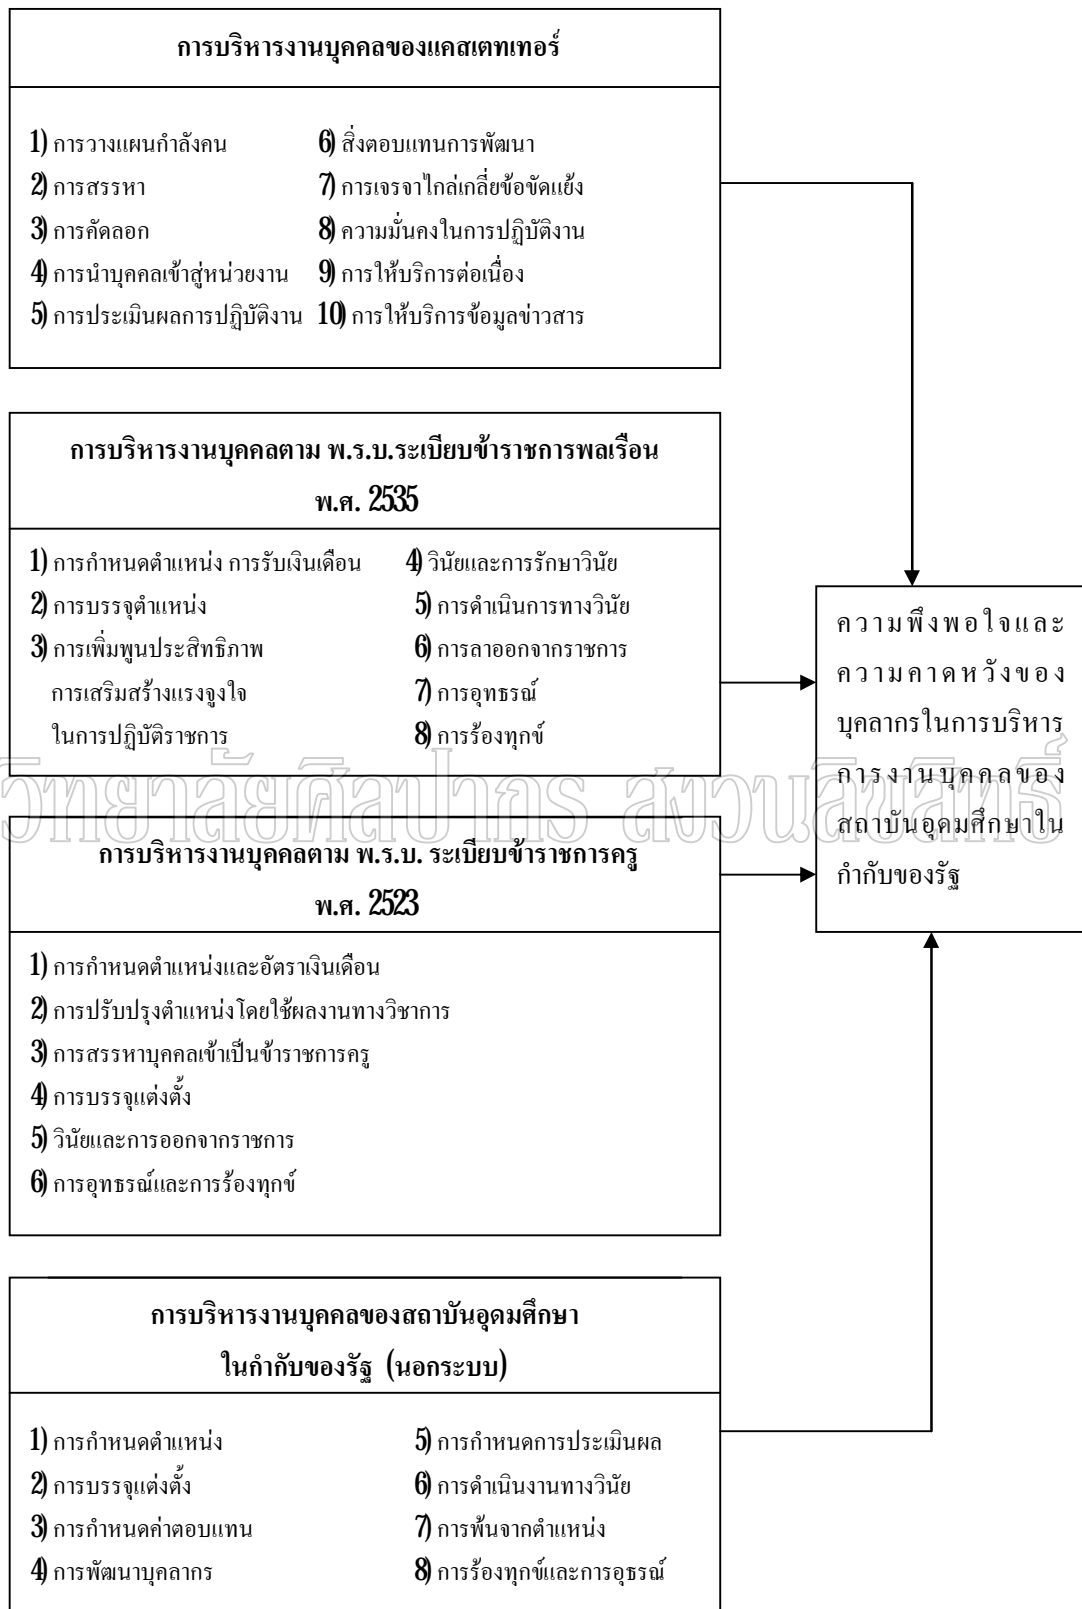 การบริหารงานบุคคลของแคสเตทเทอร์
1) การวางแผนกำลังคน
2) การสรรหา
3) การคัดลอก
4) การนำบุคคลเข้าสู่หน่วยงาน
5) การประเมินผลการปฏิบัติงาน
6) สิ่งตอบแทนการพัฒนา
7) การเจรจาไกล่เกลี่ยข้อขัดแย้ง
8) ความมั่นคงในการปฏิบัติงาน
9) การให้บริการต่อเนื่อง
10) การให้บริการข้อมูลข่าวสาร
การบริหารงานบุคคลตาม พ.ร.บ.ระเบียบข้าราชการพลเรือน
พ.ศ. 2535
1) การกำหนดตำแหน่ง การรับเงินเดือน
2) การบรรจุตำแหน่ง
3) การเพิ่มพูนประสิทธิภาพ
การเสริมสร้างแรงจูงใจ
ในการปฏิบัติราชการ
4) วินัยและการรักษาวินัย
5) การดำเนินการทางวินัย
6) การลาออกจากราชการ
7) การอุทธรณ์
8) การร้องทุกข์
วิทยาลัยศิลปากร สงวนลิขสิทธิ์
การบริหารงานบุคคลตาม พ.ร.บ. ระเบียบข้าราชการครู
พ.ศ. 2523
1) การกำหนดตำแหน่งและอัตราเงินเดือน
2) การปรับปรุงตำแหน่งโดยใช้ผลงานทางวิชาการ
3) การสรรหาบุคคลเข้าเป็นข้าราชการครู
4) การบรรจุแต่งตั้ง
5) วินัยและการออกจากราชการ
6) การอุทธรณ์และการร้องทุกข์
การบริหารงานบุคคลของสถาบันอุดมศึกษา
ในกำกับของรัฐ (นอกระบบ)
1) การกำหนดตำแหน่ง
2) การบรรจุแต่งตั้ง
3) การกำหนดค่าตอบแทน
4) การพัฒนาบุคลากร
5) การกำหนดการประเมินผล
6) การดำเนินงานทางวินัย
7) การพ้นจากตำแหน่ง
8) การร้องทุกข์และการอุธรณ์
ความพึงพอใจและ
ความคาดหวังของ
บุคลากรในการบริหาร
การงานบุคคลของ
สถาบันอุดมศึกษาใน
กำกับของรัฐ